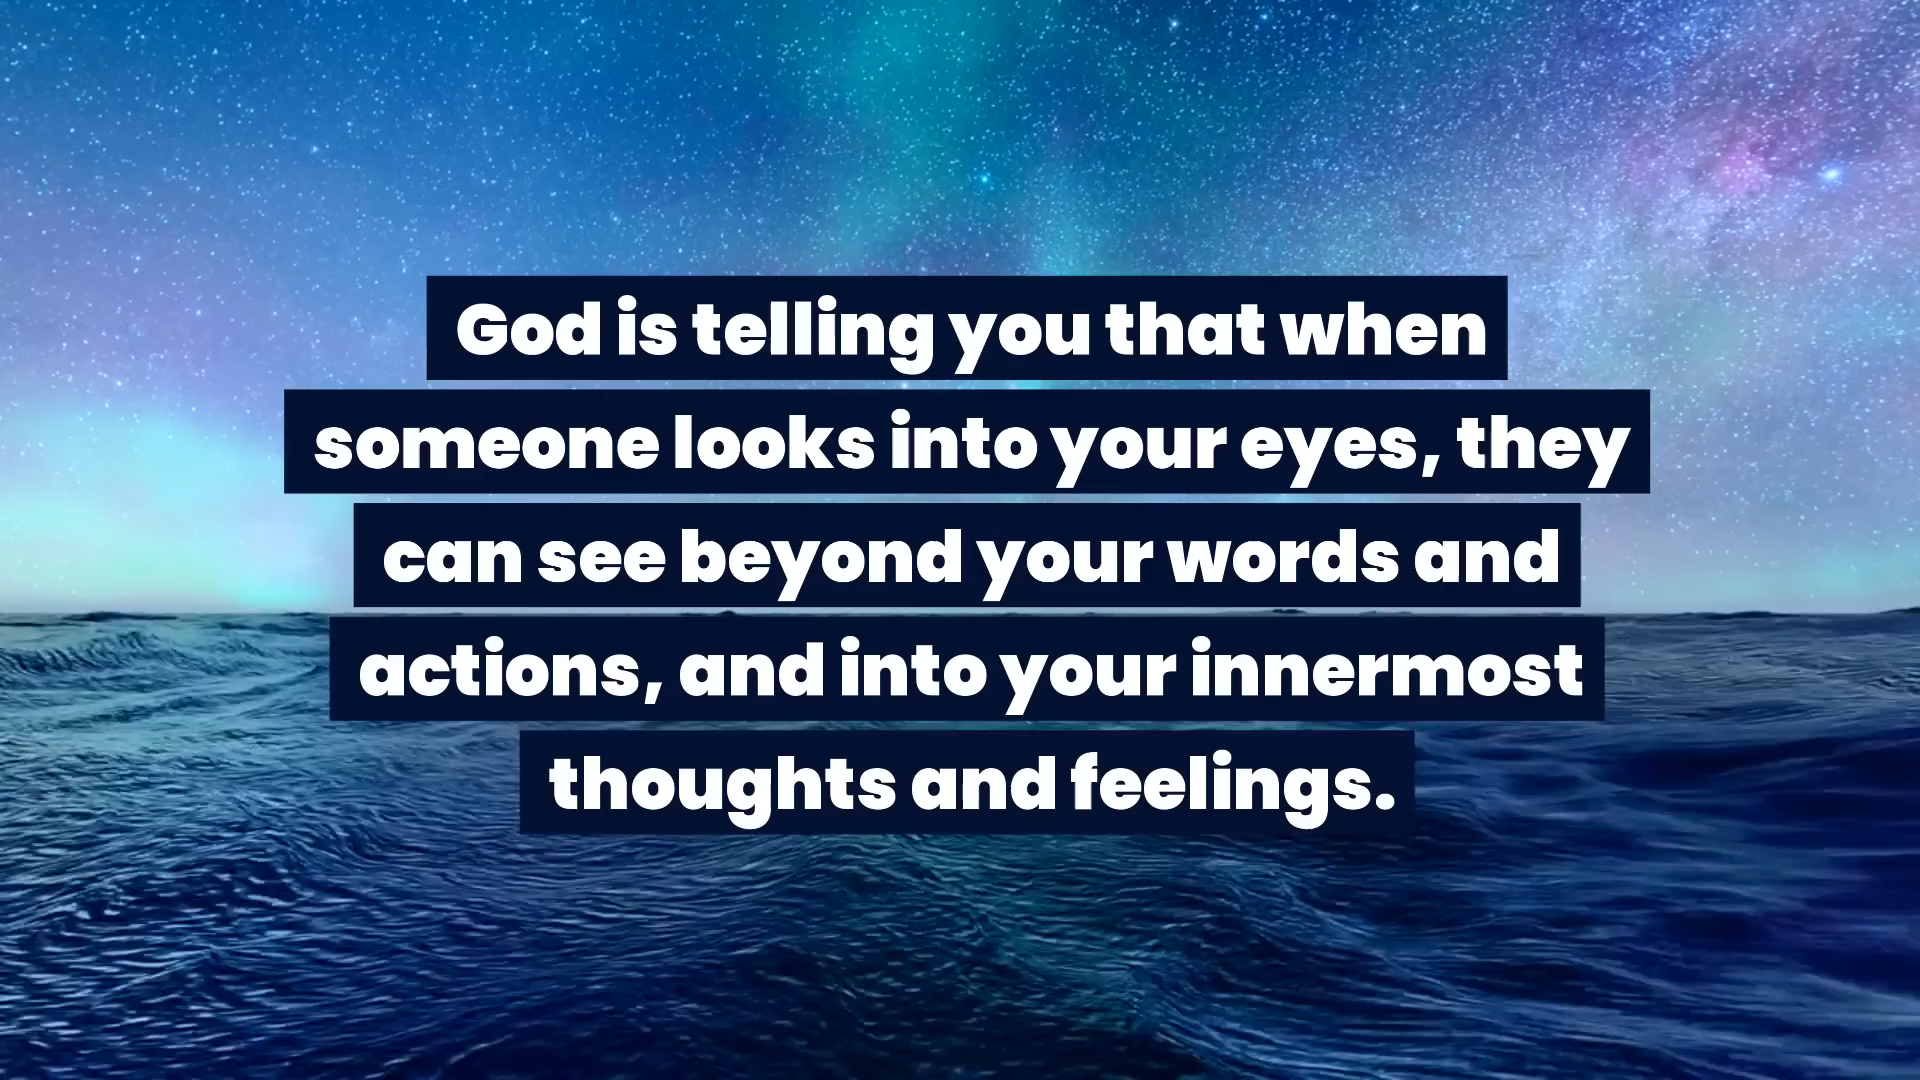 God is telling you that when
someone looks into your eyes, they
can see beyond your words and
actions, and into your innermost
thoughts and feelings.